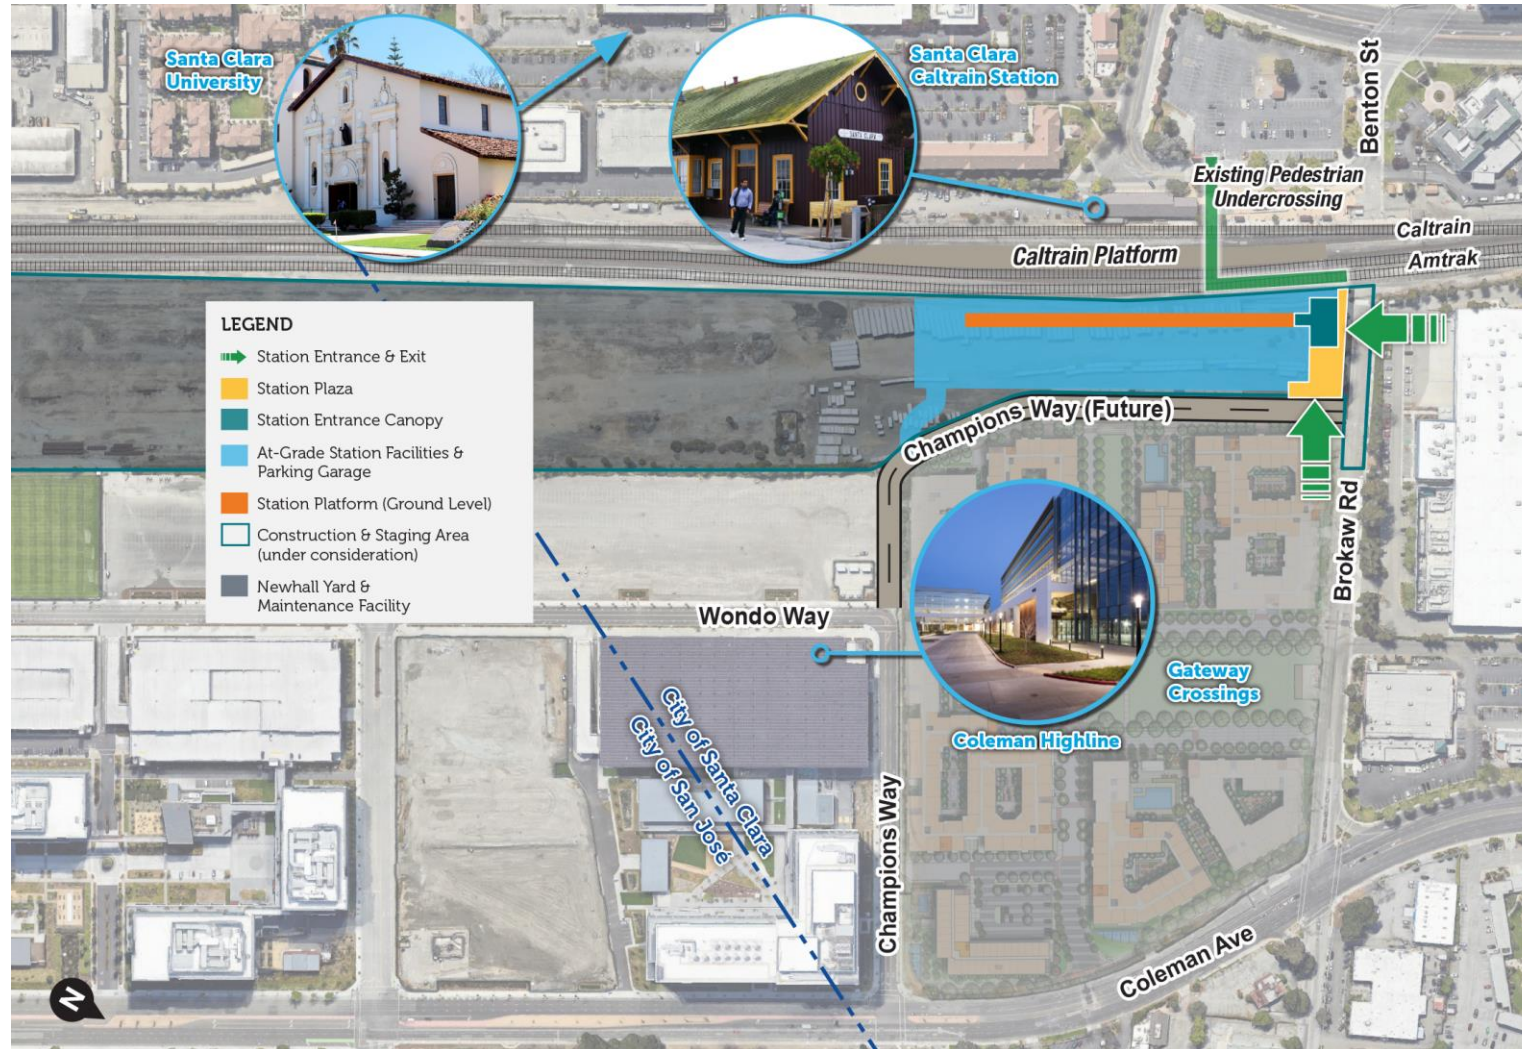 Santa Clara
University
Santa Clara
Caltrain Station
SANTA CLARA
Benton St
Existing Pedestrian
Undercrossing
Caltrain
Caltrain Platform
Amtrak
LEGEND
Station Entrance & Exit
Station Plaza
Station Entrance Canopy
At-Grade Station Facilities &
Parking Garage
Station Platform (Ground Level)
Construction & Staging Area
(under consideration)
Newhall Yard &
Maintenance Facility
Champions Way (Future)
Brokaw Rd
Wondo Way
Gateway
Crossings
Coleman Highline
City of Santa Clara
City of San José
Champions Way
Coleman Ave
N